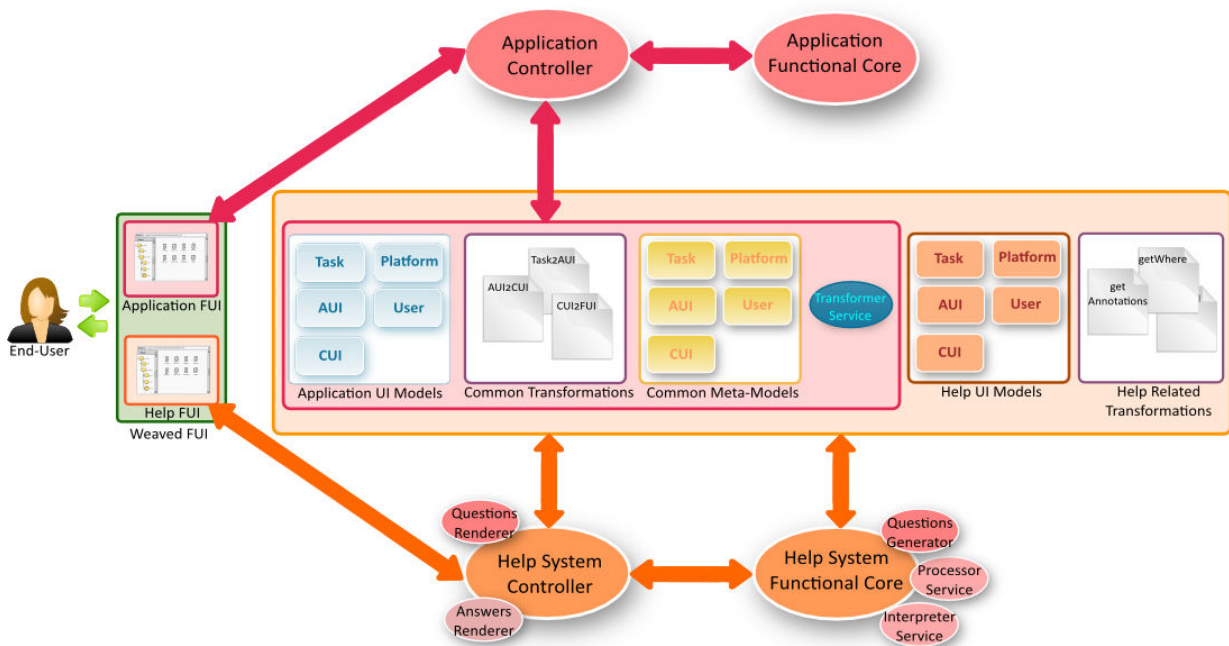 Application
Controller
Application
Functional Core
End-User
Application FUI
Help FUI
Weaved FUI
Task
Platform
AUI
User
CUI
Application UI Models
Task2AUI
AUI2CUI
CUI2FUI
Common Transformations
Task
Platform
AUI
User
CUI
Common Meta-Models
Transformer
Service
Task
Platform
AUI
User
CUI
Help UI Models
getWhere
get
Annotations
Help Related
Transformations
Questions
Renderer
Help System
Controller
Answers
Renderer
Help System
Functional Core
Questions
Generator
Processor
Service
Interpreter
Service